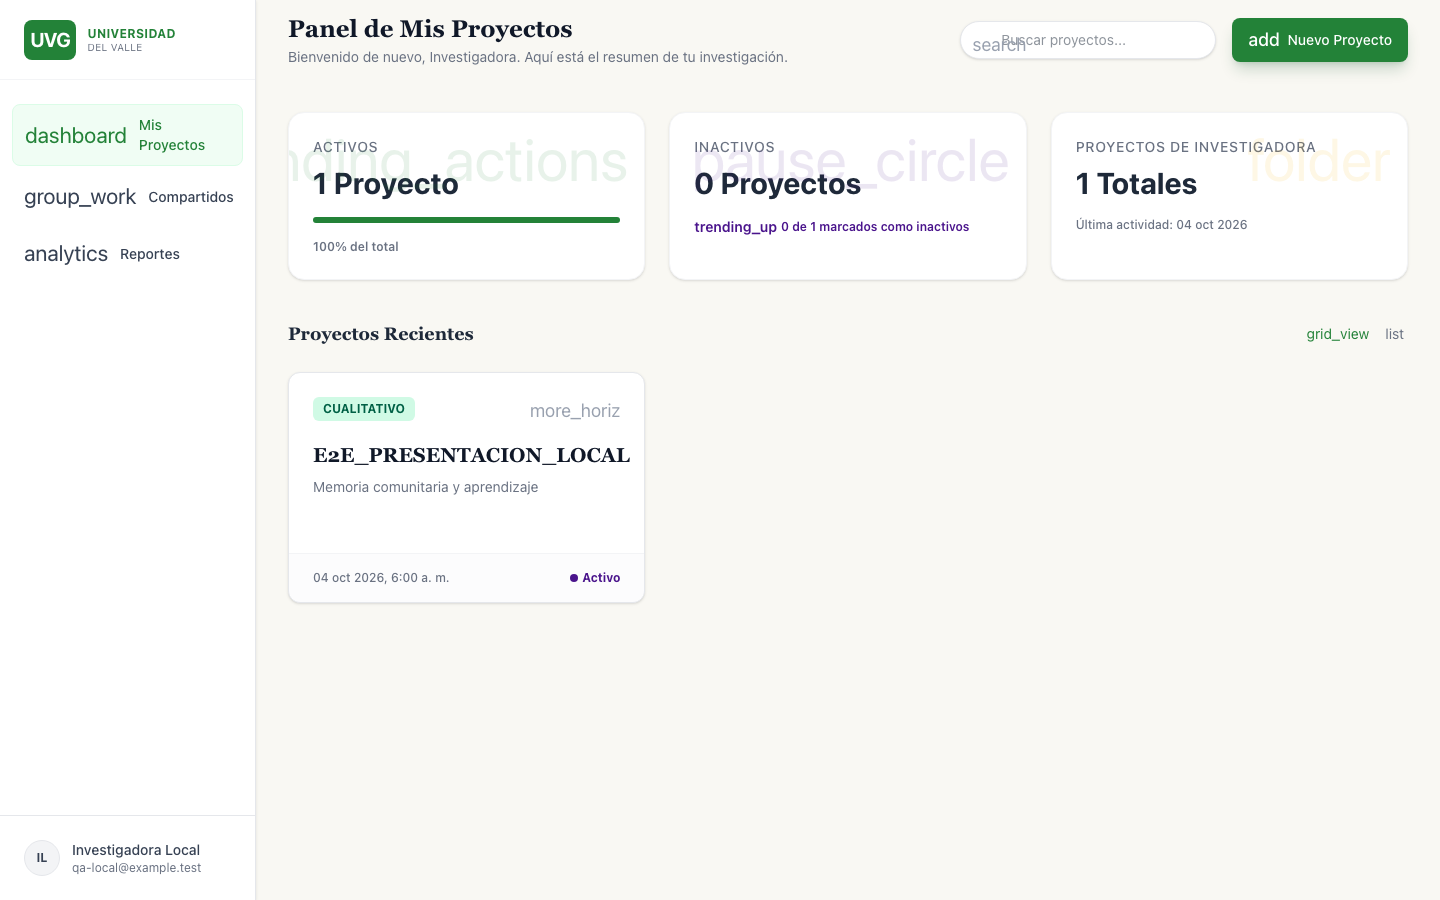 UVG
UNIVERSIDAD
DEL VALLE
dashboard Mis Proyectos
group_work Compartidos
analytics Reportes
IL
Investigadora Local
qa-local@example.test
Panel de Mis Proyectos
Bienvenido de nuevo, Investigadora. Aquí está el resumen de tu investigación.
search Buscar proyectos...
add Nuevo Proyecto
nding_actions
ACTIVOS
1 Proyecto
100% del total
pause_circle
INACTIVOS
0 Proyectos
trending_up 0 de 1 marcados como inactivos
folder
PROYECTOS DE INVESTIGADORA
1 Totales
Última actividad: 04 oct 2026
Proyectos Recientes
grid_view list
CUALITATIVO
more_horiz
E2E_PRESENTACION_LOCAL
Memoria comunitaria y aprendizaje
04 oct 2026, 6:00 a. m.
Activo